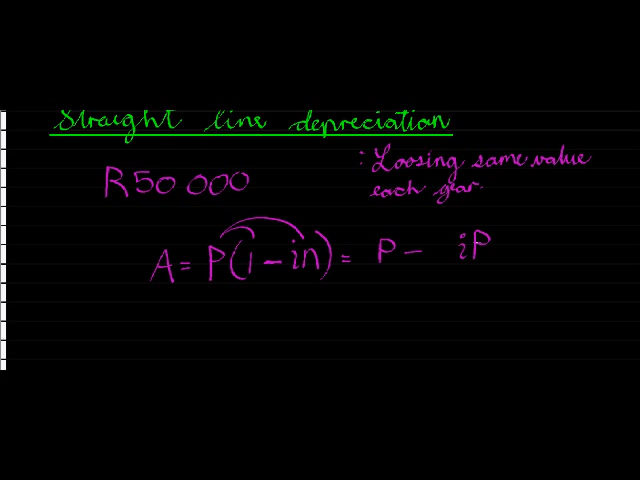 Straight line depreciation
: Loosing same value
R50 000
each year.
A = P(1 - in) = P - iP